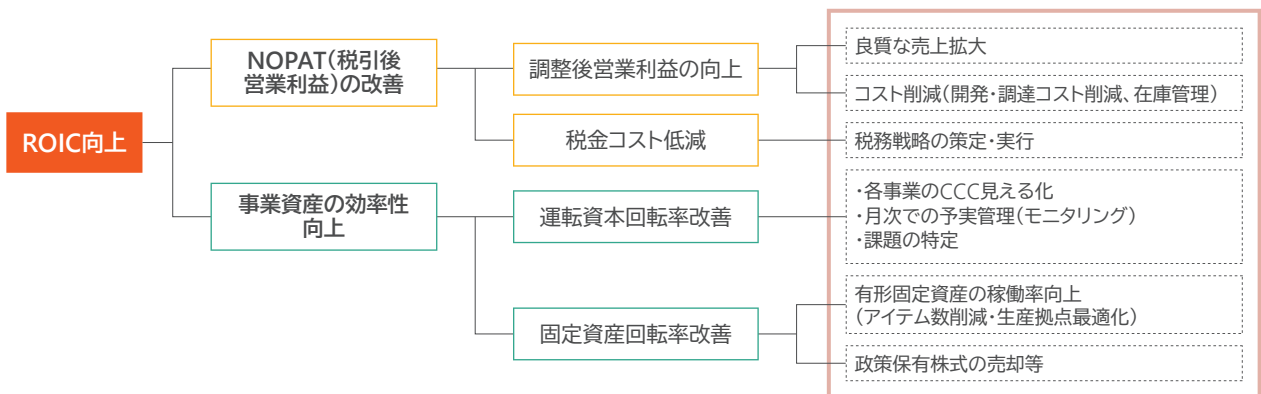 ROIC向上
NOPAT(税引後
営業利益)の改善
調整後営業利益の向上
良質な売上拡大
コスト削減(開発・調達コスト削減、在庫管理)
税金コスト低減
税務戦略の策定・実行
事業資産の効率性
向上
運転資本回転率改善
・各事業のCCC見える化
・月次での予実管理(モニタリング)
・課題の特定
固定資産回転率改善
有形固定資産の稼働率向上
(アイテム数削減・生産拠点最適化)
政策保有株式の売却等